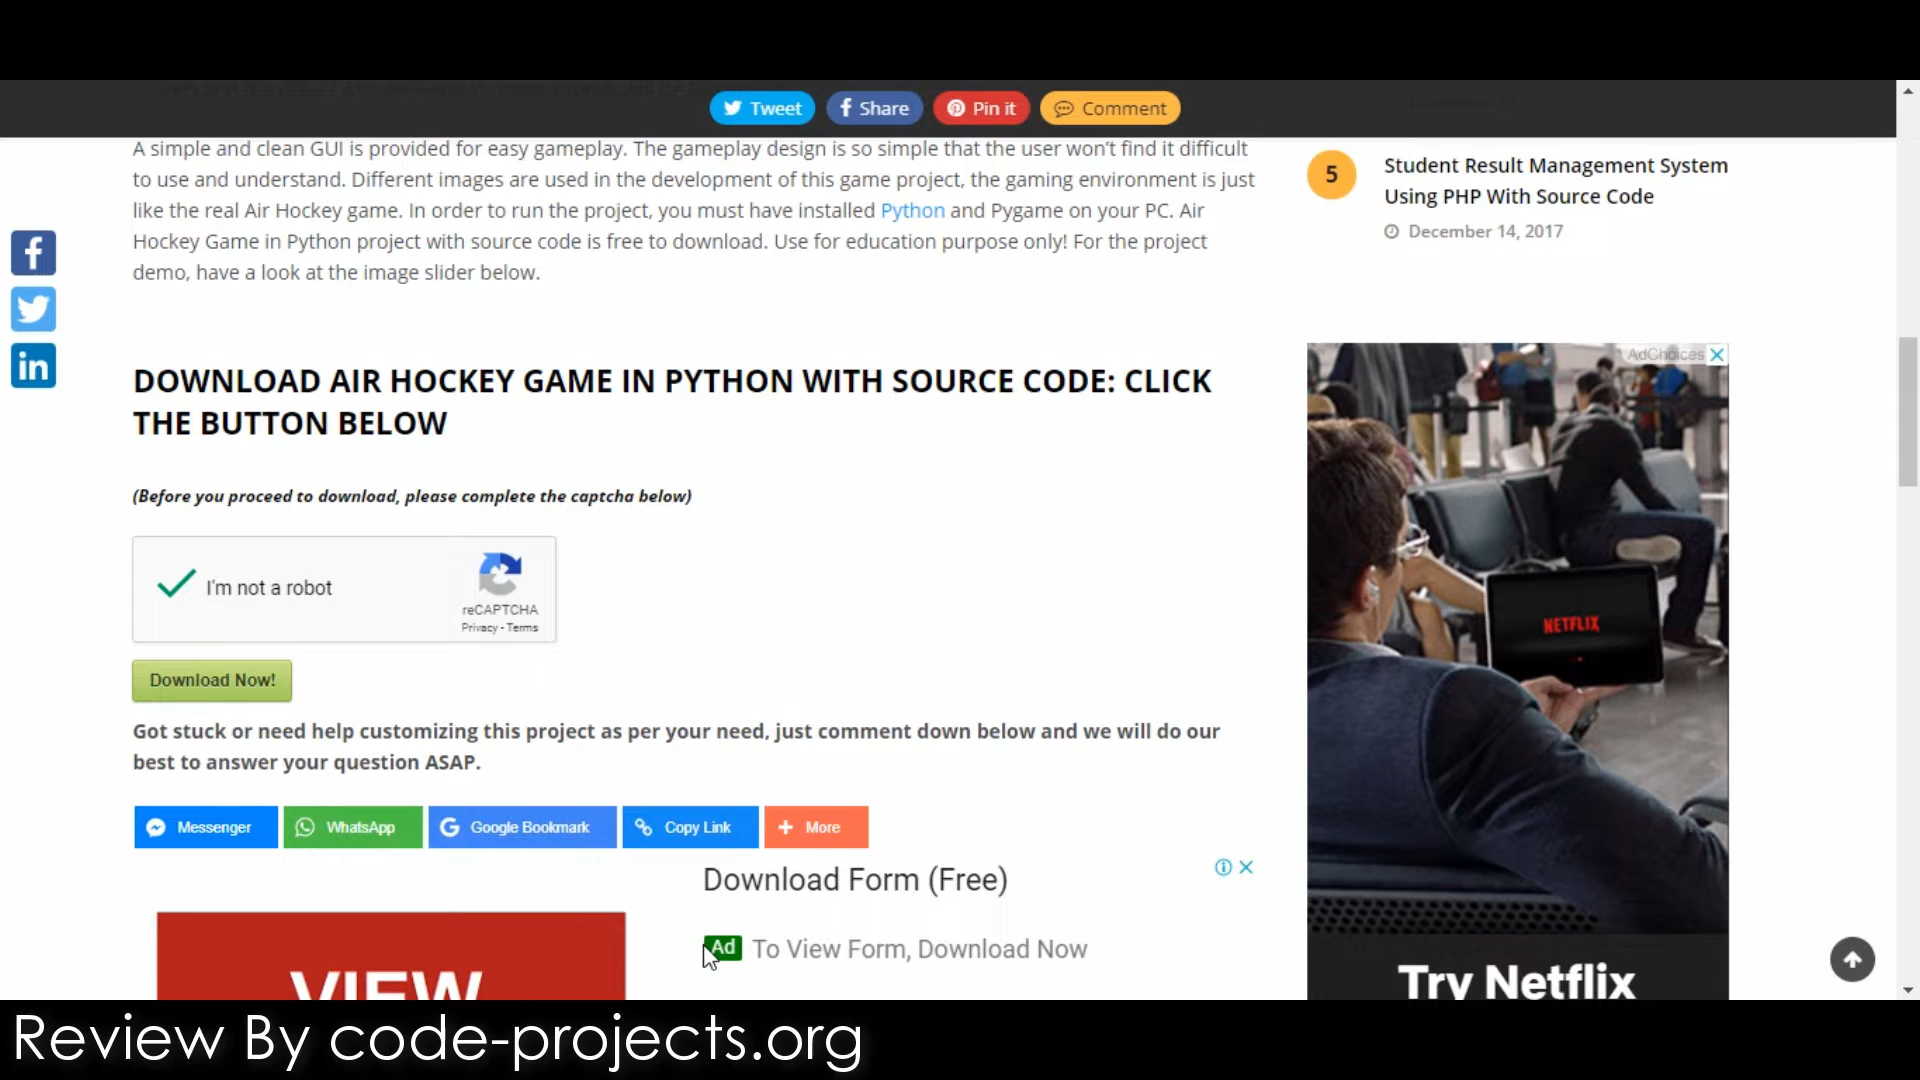 Tweet
Share
Pin it
Comment
A simple and clean GUI is provided for easy gameplay. The gameplay design is so simple that the user won't find it difficult
to use and understand. Different images are used in the development of this game project, the gaming environment is just
like the real Air Hockey game. In order to run the project, you must have installed Python and Pygame on your PC. Air
Hockey Game in Python project with source code is free to download. Use for education purpose only! For the project
demo, have a look at the image slider below.
5
Student Result Management System
Using PHP With Source Code
December 14, 2017
DOWNLOAD AIR HOCKEY GAME IN PYTHON WITH SOURCE CODE: CLICK
THE BUTTON BELOW
(Before you proceed to download, please complete the captcha below)
I'm not a robot
reCAPTCHA
Privacy - Terms
Download Now!
Got stuck or need help customizing this project as per your need, just comment down below and we will do our
best to answer your question ASAP.
Messenger
WhatsApp
Google Bookmark
Copy Link
More
Download Form (Free)
Ad To View Form, Download Now
VIEW
AdChoices
NETFLIX
Try Netflix
Review By code-projects.org